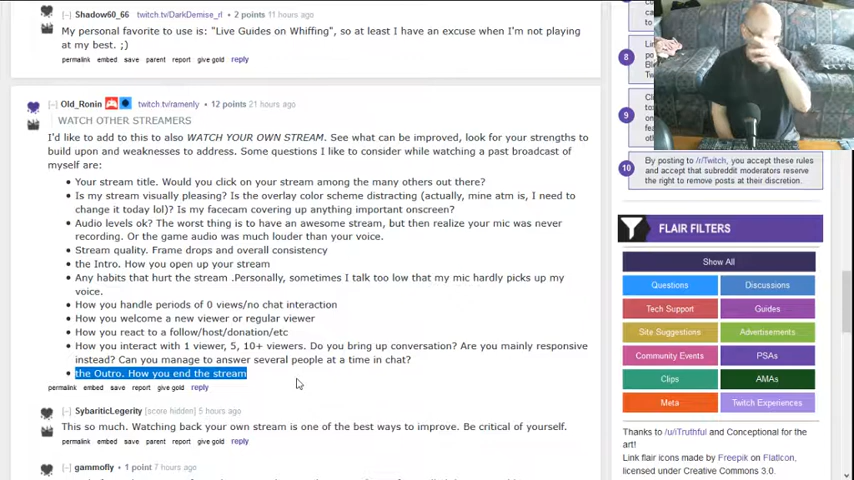 [–] Shadow60_66 twitch.tv/DarkDemise_rl • 2 points 11 hours ago
My personal favorite to use is: "Live Guides on Whiffing", so at least I have an excuse when I'm not playing
at my best. ;)
permalink embed save parent report give gold reply
[–] Old_Ronin twitch.tv/ramenly • 12 points 21 hours ago
WATCH OTHER STREAMERS
I'd like to add to this to also WATCH YOUR OWN STREAM. See what can be improved, look for your strengths to
build upon and weaknesses to address. Some questions I like to consider while watching a past broadcast of
myself are:
• Your stream title. Would you click on your stream among the many others out there?
• Is my stream visually pleasing? Is the overlay color scheme distracting (actually, mine atm is, I need to
change it today lol)? Is my facecam covering up anything important onscreen?
• Audio levels ok? The worst thing is to have an awesome stream, but then realize your mic was never
recording. Or the game audio was much louder than your voice.
• Stream quality. Frame drops and overall consistency
• the Intro. How you open up your stream
• Any habits that hurt the stream .Personally, sometimes I talk too low that my mic hardly picks up my
voice.
• How you handle periods of 0 views/no chat interaction
• How you welcome a new viewer or regular viewer
• How you react to a follow/host/donation/etc
• How you interact with 1 viewer, 5, 10+ viewers. Do you bring up conversation? Are you mainly responsive
instead? Can you manage to answer several people at a time in chat?
• the Outro. How you end the stream
permalink embed save report give gold reply
[–] SybariticLegerity [score hidden] 5 hours ago
This so much. Watching back your own stream is one of the best ways to improve. Be critical of yourself.
permalink embed save parent report give gold reply
[–] gammofly • 1 point 7 hours ago
8
9
10 By posting to /r/Twitch, you accept these rules
and accept that subreddit moderators reserve
the right to remove posts at their discretion.
FLAIR FILTERS
Show All
Questions Discussions
Tech Support Guides
Site Suggestions Advertisements
Community Events PSAs
Clips AMAs
Meta Twitch Experiences
Thanks to /u/iTruthful and Conceptional for the
art!
Link flair icons made by Freepik on FlatIcon,
licensed under Creative Commons 3.0.